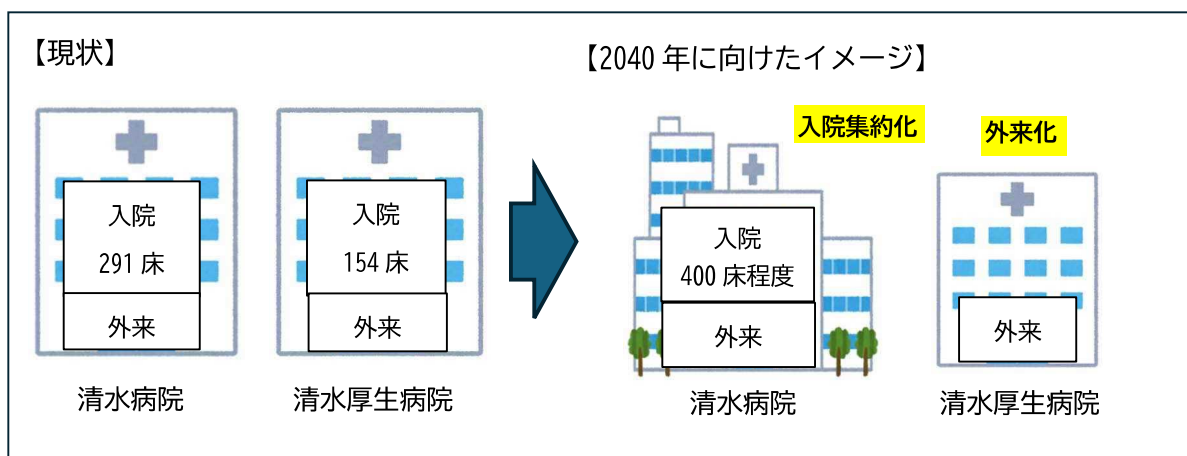 【現状】
【2040年に向けたイメージ】
入院集約化
外来化
入院
291床
外来
清水病院
入院
154床
外来
清水厚生病院
入院
400床程度
外来
清水病院
外来
清水厚生病院